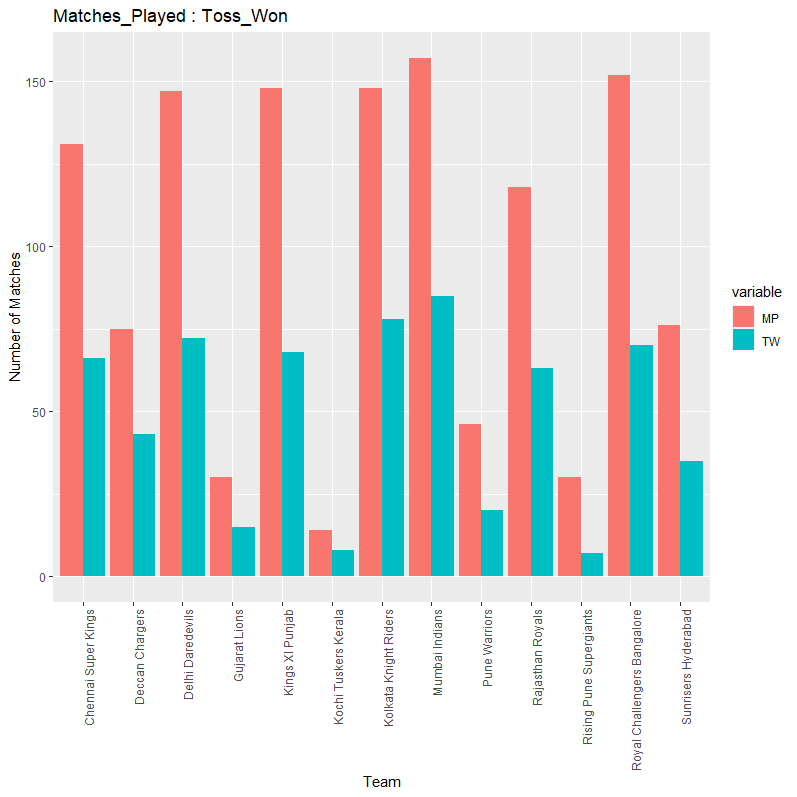 Matches_Played : Toss_Won
Number of Matches
150
100
50
0
Chennai Super Kings
Deccan Chargers
Delhi Daredevils
Gujarat Lions
Kings XI Punjab
Kochi Tuskers Kerala
Kolkata Knight Riders
Mumbai Indians
Pune Warriors
Rajasthan Royals
Rising Pune Supergiants
Royal Challengers Bangalore
Sunrisers Hyderabad
Team
variable
MP
TW